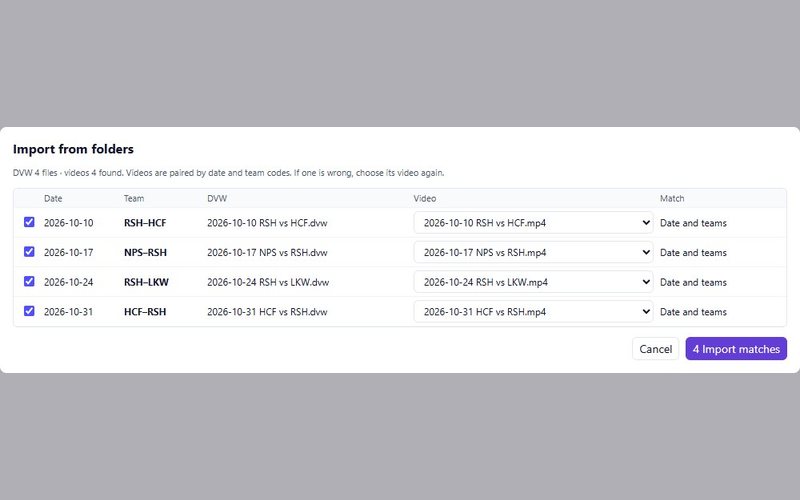 Import from folders
DVW 4 files · videos 4 found. Videos are paired by date and team codes. If one is wrong, choose its video again.
Date Team DVW Video Match
2026-10-10 RSH–HCF 2026-10-10 RSH vs HCF.dvw 2026-10-10 RSH vs HCF.mp4 Date and teams
2026-10-17 NPS–RSH 2026-10-17 NPS vs RSH.dvw 2026-10-17 NPS vs RSH.mp4 Date and teams
2026-10-24 RSH–LKW 2026-10-24 RSH vs LKW.dvw 2026-10-24 RSH vs LKW.mp4 Date and teams
2026-10-31 HCF–RSH 2026-10-31 HCF vs RSH.dvw 2026-10-31 HCF vs RSH.mp4 Date and teams
Cancel 4 Import matches